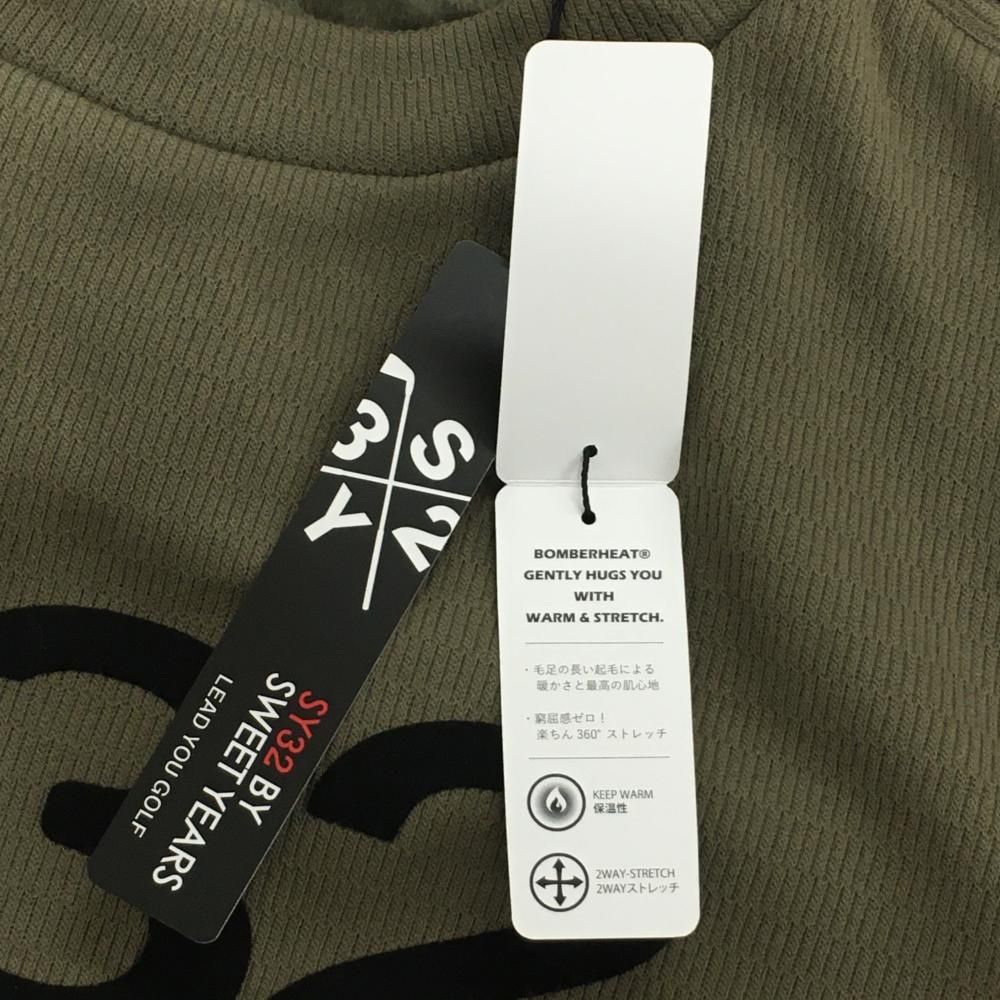 S
Y
3
2
SY32 BY
SWEET YEARS
LEAD YOU GOLF
BOMBERHEAT®
GENTLY HUGS YOU
WITH
WARM & STRETCH.
・毛足の長い起毛による
暖かさと最高の肌心地
・窮屈感ゼロ！
楽ちん 360° ストレッチ
KEEP WARM
保温性
2WAY-STRETCH
2WAYストレッチ
32